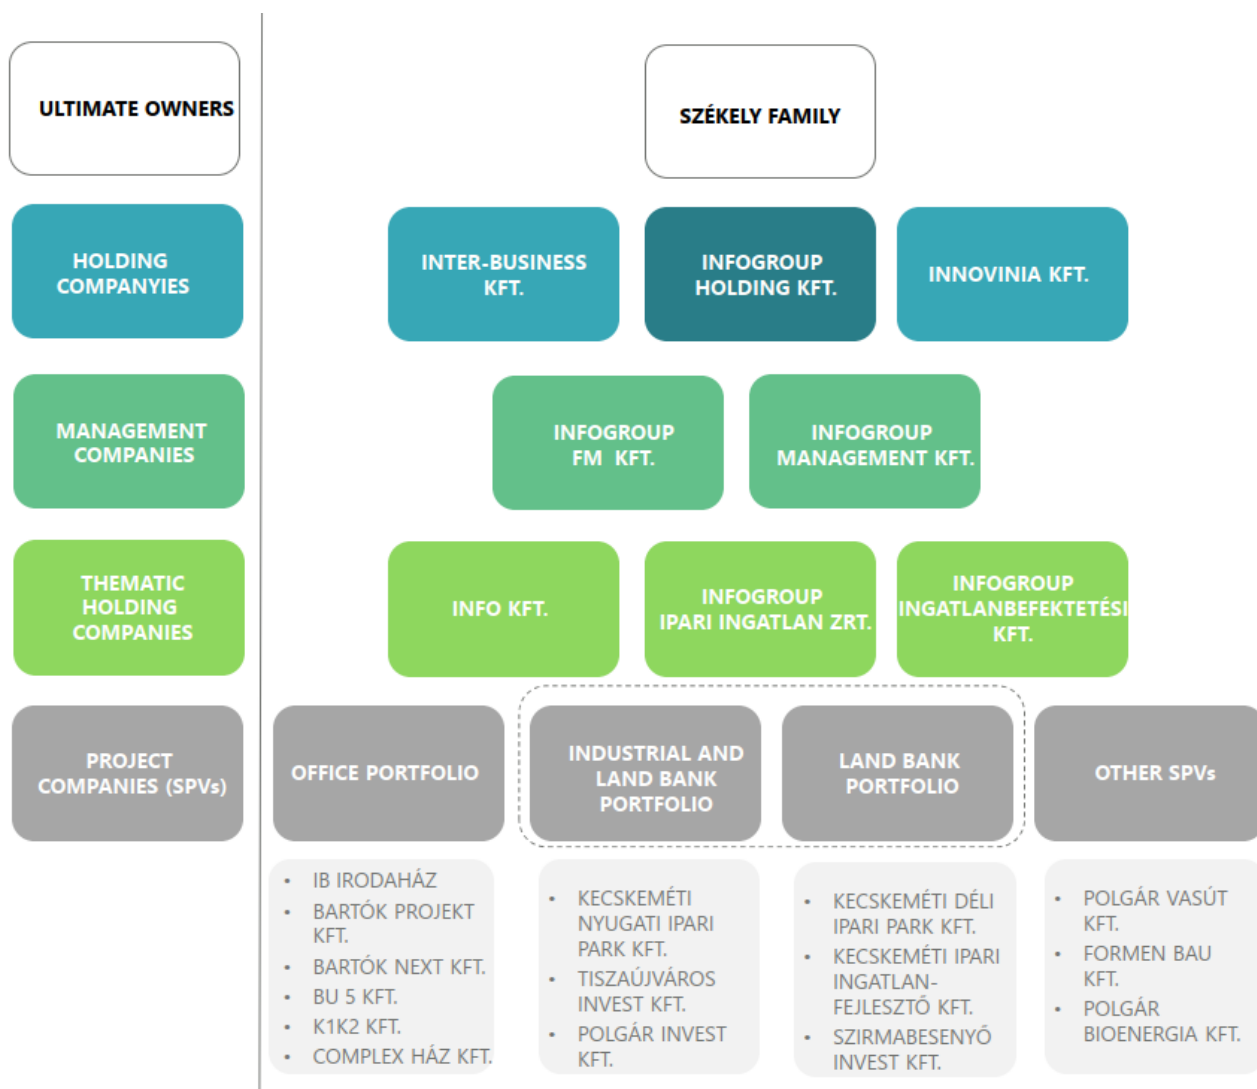 ULTIMATE OWNERS
SZÉKELY FAMILY
HOLDING
COMPANYIES
INTER-BUSINESS
KFT.
INFOGROUP
HOLDING KFT.
INNOVINIA KFT.
MANAGEMENT
COMPANIES
INFOGROUP
FM KFT.
INFOGROUP
MANAGEMENT KFT.
THEMATIC
HOLDING
COMPANIES
INFO KFT.
INFOGROUP
IPARI INGATLAN ZRT.
INFOGROUP
INGATLANBEFEKTETÉSI
KFT.
PROJECT
COMPANIES (SPVs)
OFFICE PORTFOLIO
INDUSTRIAL AND
LAND BANK
PORTFOLIO
LAND BANK
PORTFOLIO
OTHER SPVs
• IB IRODAHÁZ
• BARTÓK PROJEKT
KFT.
• BARTÓK NEXT KFT.
• BU 5 KFT.
• K1K2 KFT.
• COMPLEX HÁZ KFT.
• KECSKEMÉTI
NYUGATI IPARI
PARK KFT.
• TISZAÚJVÁROS
INVEST KFT.
• POLGÁR INVEST
KFT.
• KECSKEMÉTI DÉLI
IPARI PARK KFT.
• KECSKEMÉTI IPARI
INGATLAN-
FEJLESZTŐ KFT.
• SZIRMABESENYŐ
INVEST KFT.
• POLGÁR VASÚT
KFT.
• FORMEN BAU
KFT.
• POLGÁR
BIOENERGIA KFT.